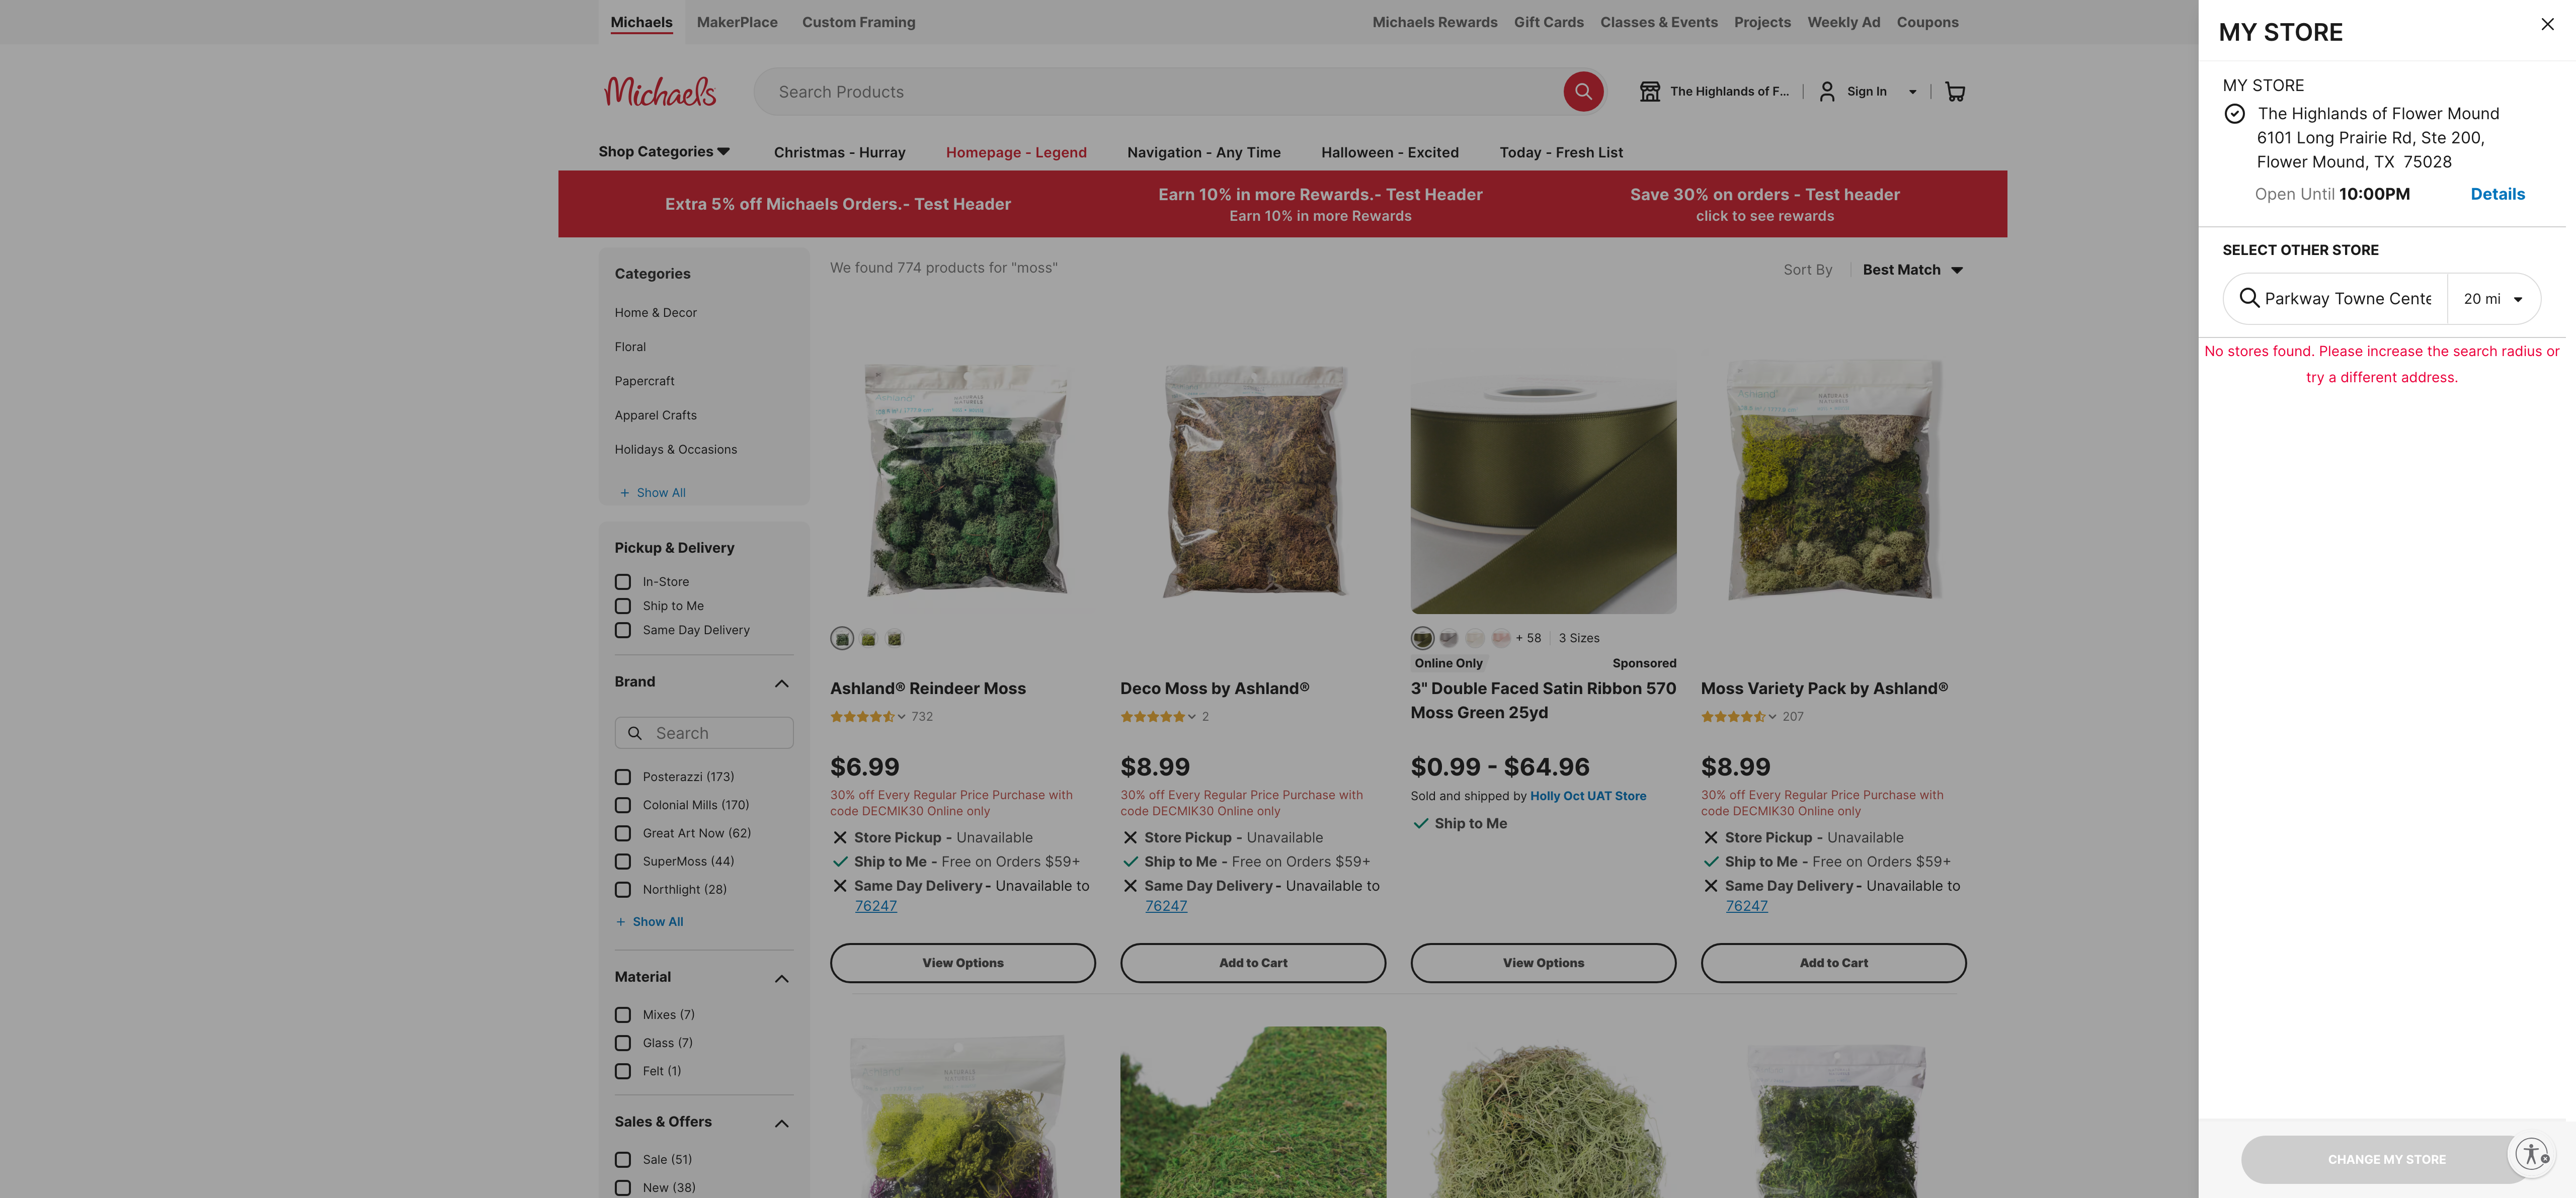 Michaels
MakerPlace
Custom Framing
Michaels Rewards
Gift Cards
Classes & Events
Projects
Weekly Ad
Coupons
Michaels
Search Products
The Highlands of F...
Sign In
Shop Categories
Christmas - Hurray
Homepage - Legend
Navigation - Any Time
Halloween - Excited
Today - Fresh List
Extra 5% off Michaels Orders.- Test Header
Earn 10% in more Rewards.- Test Header
Earn 10% in more Rewards
Save 30% on orders - Test header
click to see rewards
Categories
Home & Decor
Floral
Papercraft
Apparel Crafts
Holidays & Occasions
+ Show All
Pickup & Delivery
In-Store
Ship to Me
Same Day Delivery
Brand
Search
Posterazzi (173)
Colonial Mills (170)
Great Art Now (62)
SuperMoss (44)
Northlight (28)
+ Show All
Material
Mixes (7)
Glass (7)
Felt (1)
Sales & Offers
Sale (51)
New (38)
We found 774 products for "moss"
Sort By
Best Match
Ashland® Reindeer Moss
732
$6.99
30% off Every Regular Price Purchase with
code DECMIK30 Online only
Store Pickup - Unavailable
Ship to Me - Free on Orders $59+
Same Day Delivery - Unavailable to
76247
View Options
Deco Moss by Ashland®
2
$8.99
30% off Every Regular Price Purchase with
code DECMIK30 Online only
Store Pickup - Unavailable
Ship to Me - Free on Orders $59+
Same Day Delivery - Unavailable to
76247
Add to Cart
+ 58
3 Sizes
Online Only
Sponsored
3" Double Faced Satin Ribbon 570
Moss Green 25yd
$0.99 - $64.96
Sold and shipped by Holly Oct UAT Store
Ship to Me
View Options
Moss Variety Pack by Ashland®
207
$8.99
30% off Every Regular Price Purchase with
code DECMIK30 Online only
Store Pickup - Unavailable
Ship to Me - Free on Orders $59+
Same Day Delivery - Unavailable to
76247
Add to Cart
MY STORE
MY STORE
The Highlands of Flower Mound
6101 Long Prairie Rd, Ste 200,
Flower Mound, TX 75028
Open Until 10:00PM
Details
SELECT OTHER STORE
Parkway Towne Cente
20 mi
No stores found. Please increase the search radius or
try a different address.
CHANGE MY STORE